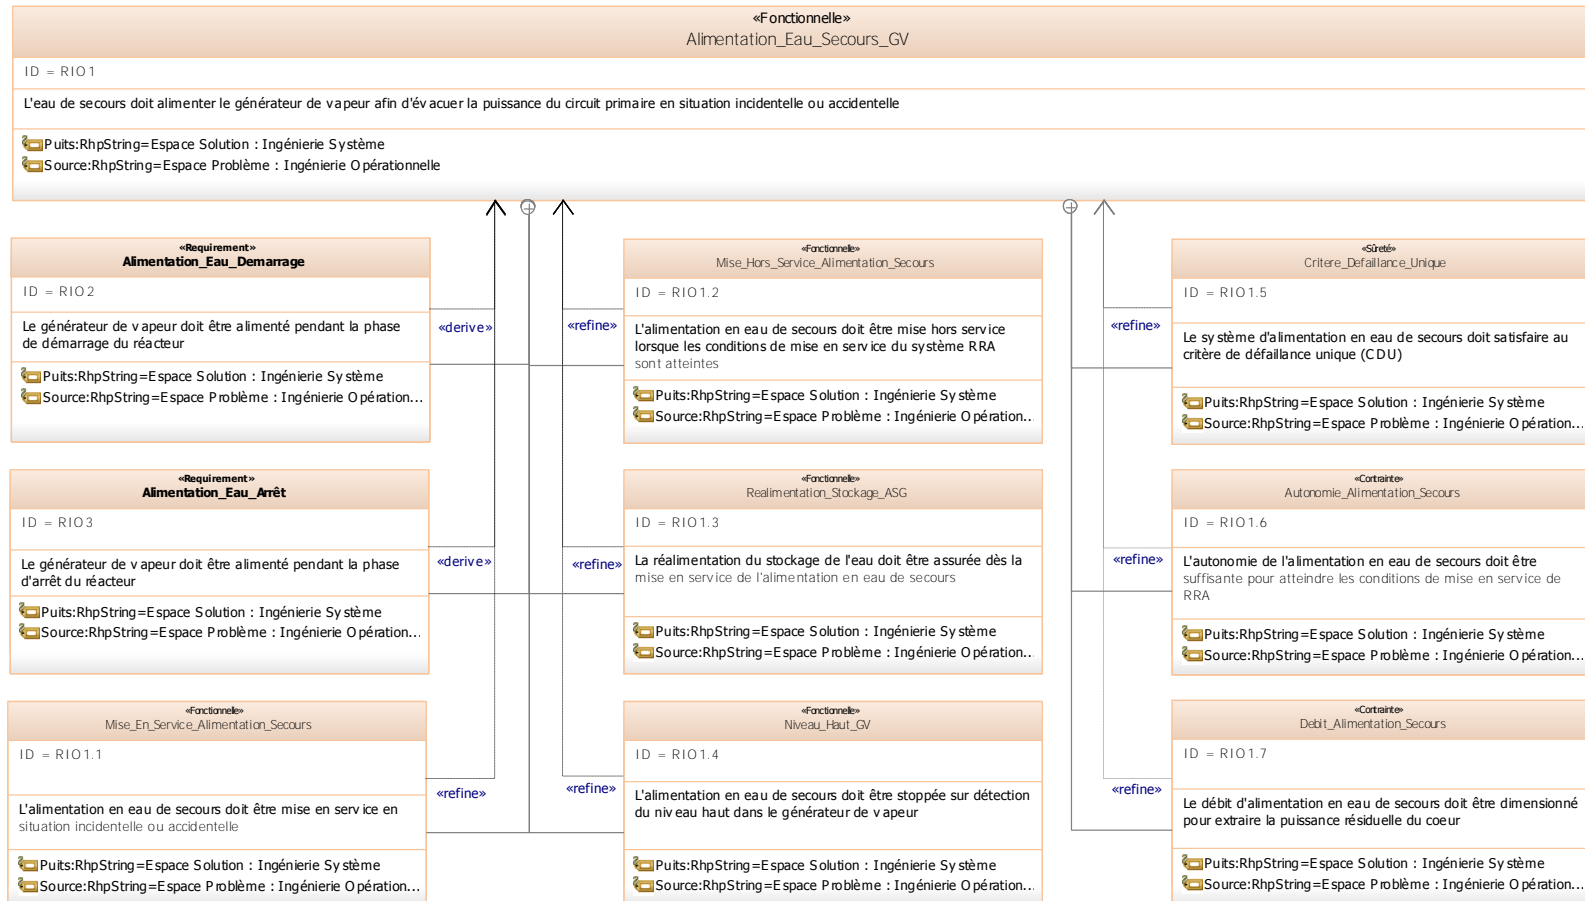 «Fonctionnelle»
Alimentation_Eau_Secours_GV
ID = RIO1
L'eau de secours doit alimenter le générateur de vapeur afin d'évacuer la puissance du circuit primaire en situation incidentelle ou accidentelle
Puits:RhpString=Espace Solution : Ingénierie Système
Source:RhpString=Espace Problème : Ingénierie Opérationnelle
«Requirement»
Alimentation_Eau_Demarrage
ID = RIO2
Le générateur de vapeur doit être alimenté pendant la phase
de démarrage du réacteur
Puits:RhpString=Espace Solution : Ingénierie Système
Source:RhpString=Espace Problème : Ingénierie Opération...
«derive»
«Fonctionnelle»
Mise_Hors_Service_Alimentation_Secours
ID = RIO1.2
L'alimentation en eau de secours doit être mise hors service
lorsque les conditions de mise en service du système RRA
sont atteintes
Puits:RhpString=Espace Solution : Ingénierie Système
Source:RhpString=Espace Problème : Ingénierie Opération...
«refine»
«Sûreté»
Critere_Defaillance_Unique
ID = RIO1.5
Le système d'alimentation en eau de secours doit satisfaire au
critère de défaillance unique (CDU)
Puits:RhpString=Espace Solution : Ingénierie Système
Source:RhpString=Espace Problème : Ingénierie Opération...
«refine»
«Requirement»
Alimentation_Eau_Arrêt
ID = RIO3
Le générateur de vapeur doit être alimenté pendant la phase
d'arrêt du réacteur
Puits:RhpString=Espace Solution : Ingénierie Système
Source:RhpString=Espace Problème : Ingénierie Opération...
«derive»
«Fonctionnelle»
Realimentation_Stockage_ASG
ID = RIO1.3
La réalimentation du stockage de l'eau doit être assurée dès la
mise en service de l'alimentation en eau de secours
Puits:RhpString=Espace Solution : Ingénierie Système
Source:RhpString=Espace Problème : Ingénierie Opération...
«refine»
«Contrainte»
Autonomie_Alimentation_Secours
ID = RIO1.6
L'autonomie de l'alimentation en eau de secours doit être
suffisante pour atteindre les conditions de mise en service de
RRA
Puits:RhpString=Espace Solution : Ingénierie Système
Source:RhpString=Espace Problème : Ingénierie Opération...
«refine»
«Fonctionnelle»
Mise_En_Service_Alimentation_Secours
ID = RIO1.1
L'alimentation en eau de secours doit être mise en service en
situation incidentelle ou accidentelle
Puits:RhpString=Espace Solution : Ingénierie Système
Source:RhpString=Espace Problème : Ingénierie Opération...
«refine»
«Fonctionnelle»
Niveau_Haut_GV
ID = RIO1.4
L'alimentation en eau de secours doit être stoppée sur détection
du niveau haut dans le générateur de vapeur
Puits:RhpString=Espace Solution : Ingénierie Système
Source:RhpString=Espace Problème : Ingénierie Opération...
«refine»
«Contrainte»
Debit_Alimentation_Secours
ID = RIO1.7
Le débit d'alimentation en eau de secours doit être dimensionné
pour extraire la puissance résiduelle du coeur
Puits:RhpString=Espace Solution : Ingénierie Système
Source:RhpString=Espace Problème : Ingénierie Opération...
«refine»